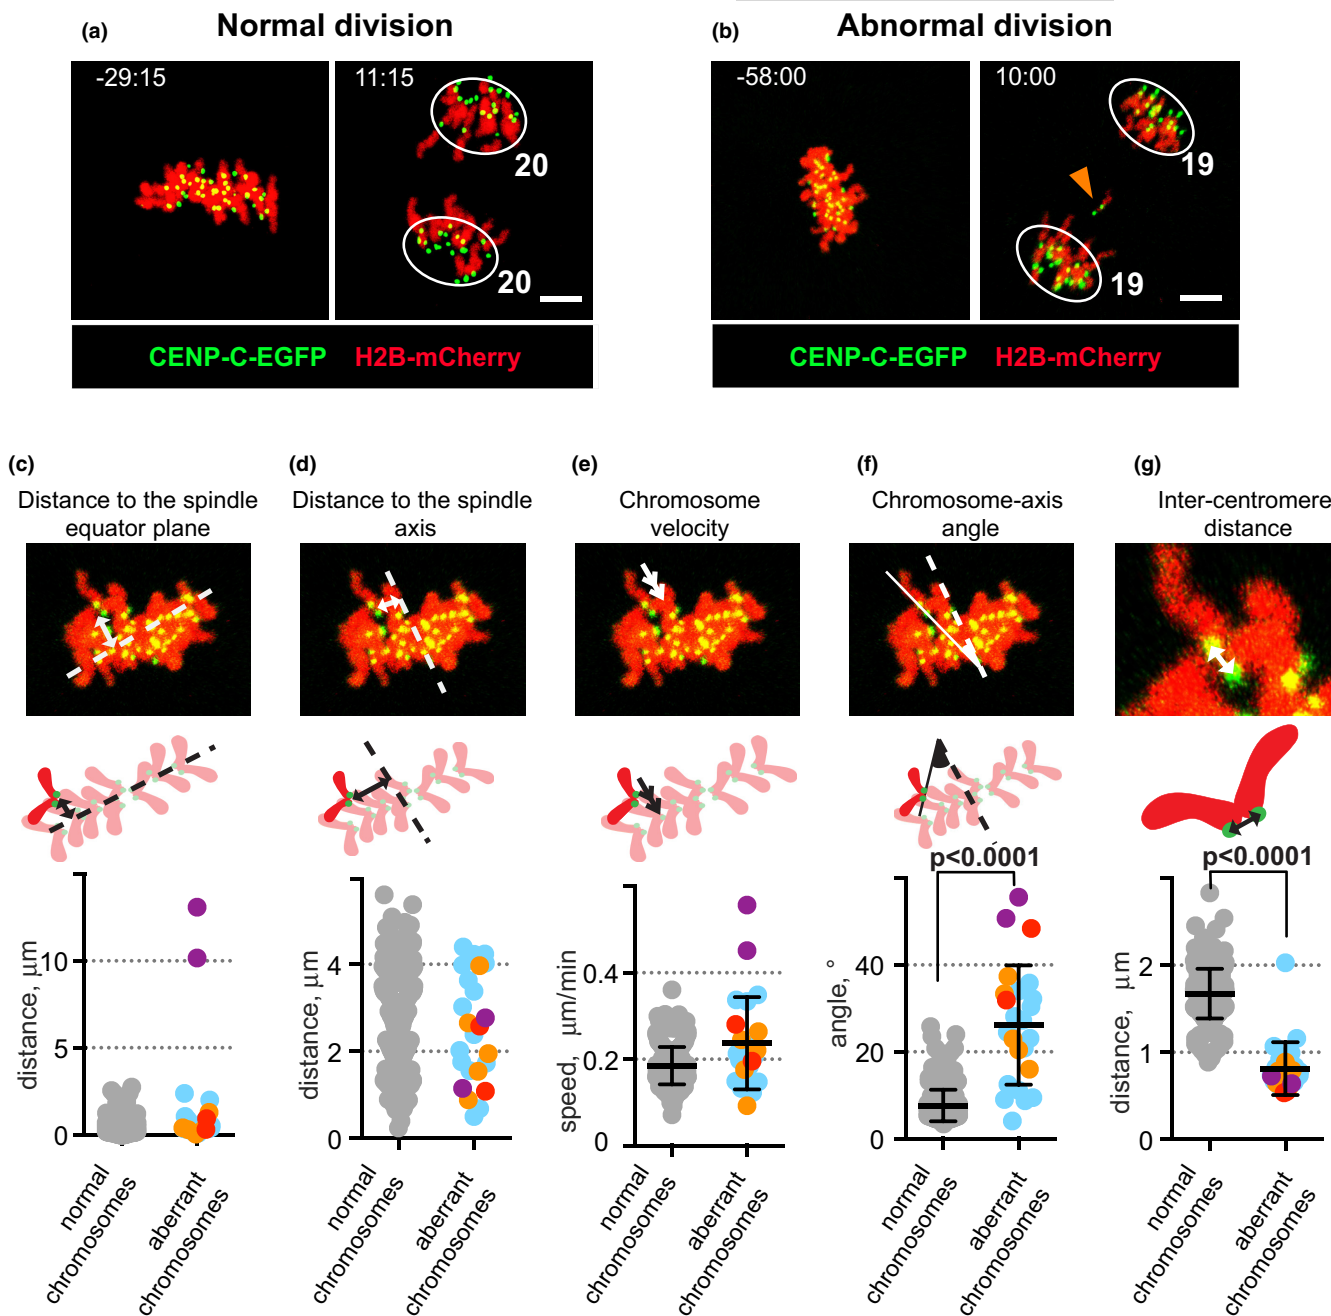 (a) Normal division
(b) Abnormal division
-29:15
11:15
20
20
-58:00
10:00
19
19
CENP-C-EGFP H2B-mCherry
CENP-C-EGFP H2B-mCherry
(c)
Distance to the spindle
equator plane
(d)
Distance to the spindle
axis
(e)
Chromosome
velocity
(f)
Chromosome-axis
angle
(g)
Inter-centromere
distance
distance, μm
10
5
0
normal
chromosomes
aberrant
chromosomes
distance, μm
4
2
0
normal
chromosomes
aberrant
chromosomes
speed, μm/min
0.4
0.2
0
normal
chromosomes
aberrant
chromosomes
p<0.0001
angle, °
40
20
0
normal
chromosomes
aberrant
chromosomes
p<0.0001
distance, μm
2
1
0
normal
chromosomes
aberrant
chromosomes